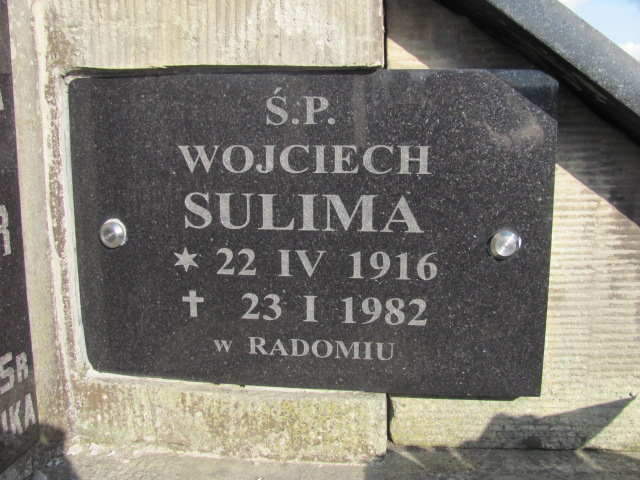 Ś.P.
WOJCIECH
SULIMA
* 22 IV 1916
† 23 I 1982
w RADOMIU